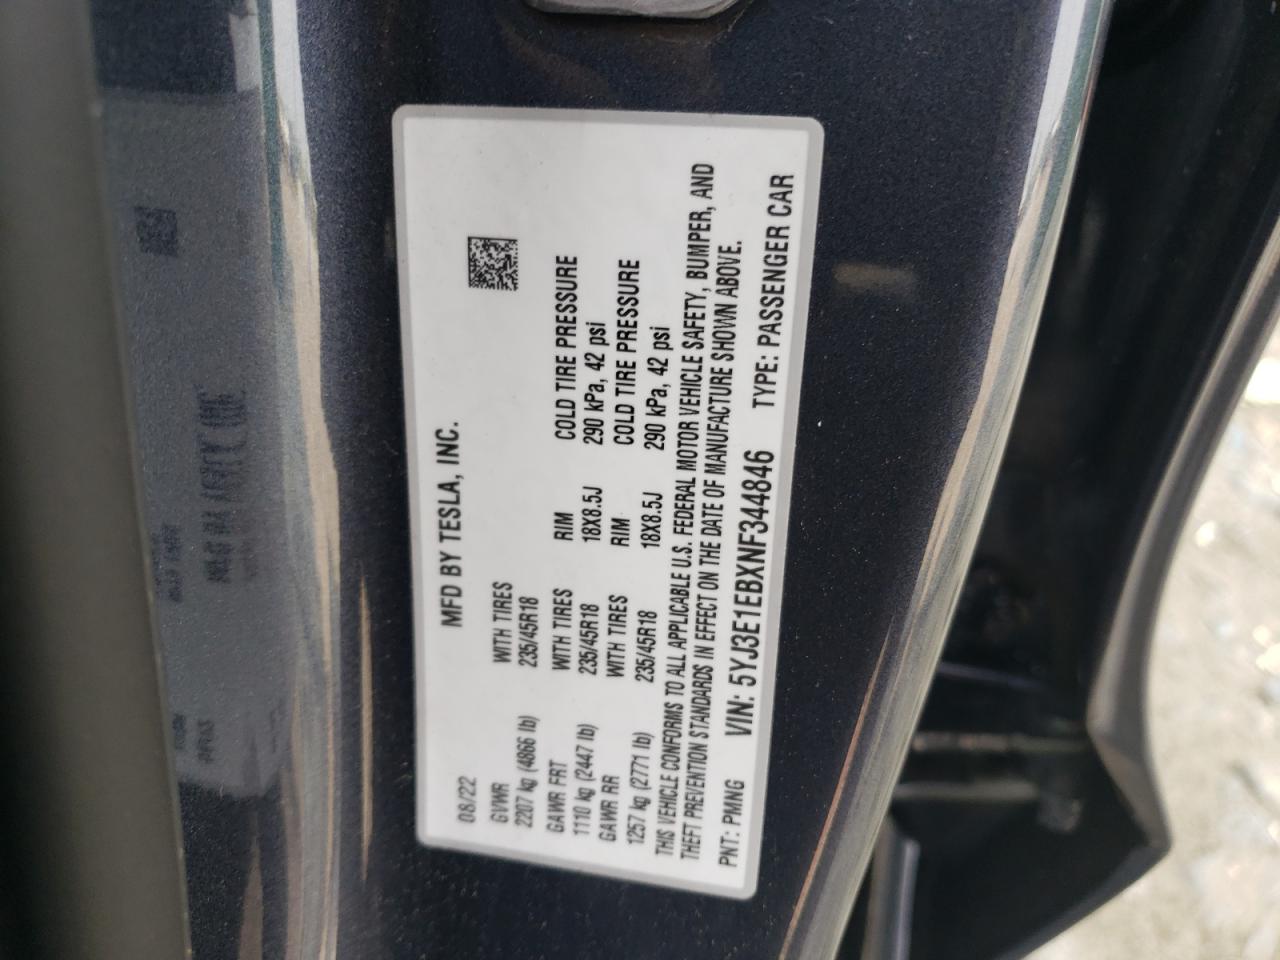 MFD BY TESLA, INC.
08/22
GVWR WITH TIRES
2207 kg (4866 lb) 235/45R18
GAWR FRT WITH TIRES RIM COLD TIRE PRESSURE
1110 kg (2447 lb) 235/45R18 18X8.5J 290 kPa, 42 psi
GAWR RR WITH TIRES RIM COLD TIRE PRESSURE
1257 kg (2771 lb) 235/45R18 18X8.5J 290 kPa, 42 psi
THIS VEHICLE CONFORMS TO ALL APPLICABLE U.S. FEDERAL MOTOR VEHICLE SAFETY, BUMPER, AND
THEFT PREVENTION STANDARDS IN EFFECT ON THE DATE OF MANUFACTURE SHOWN ABOVE.
PNT: PMNG VIN: 5YJ3E1EBXNF344846 TYPE: PASSENGER CAR